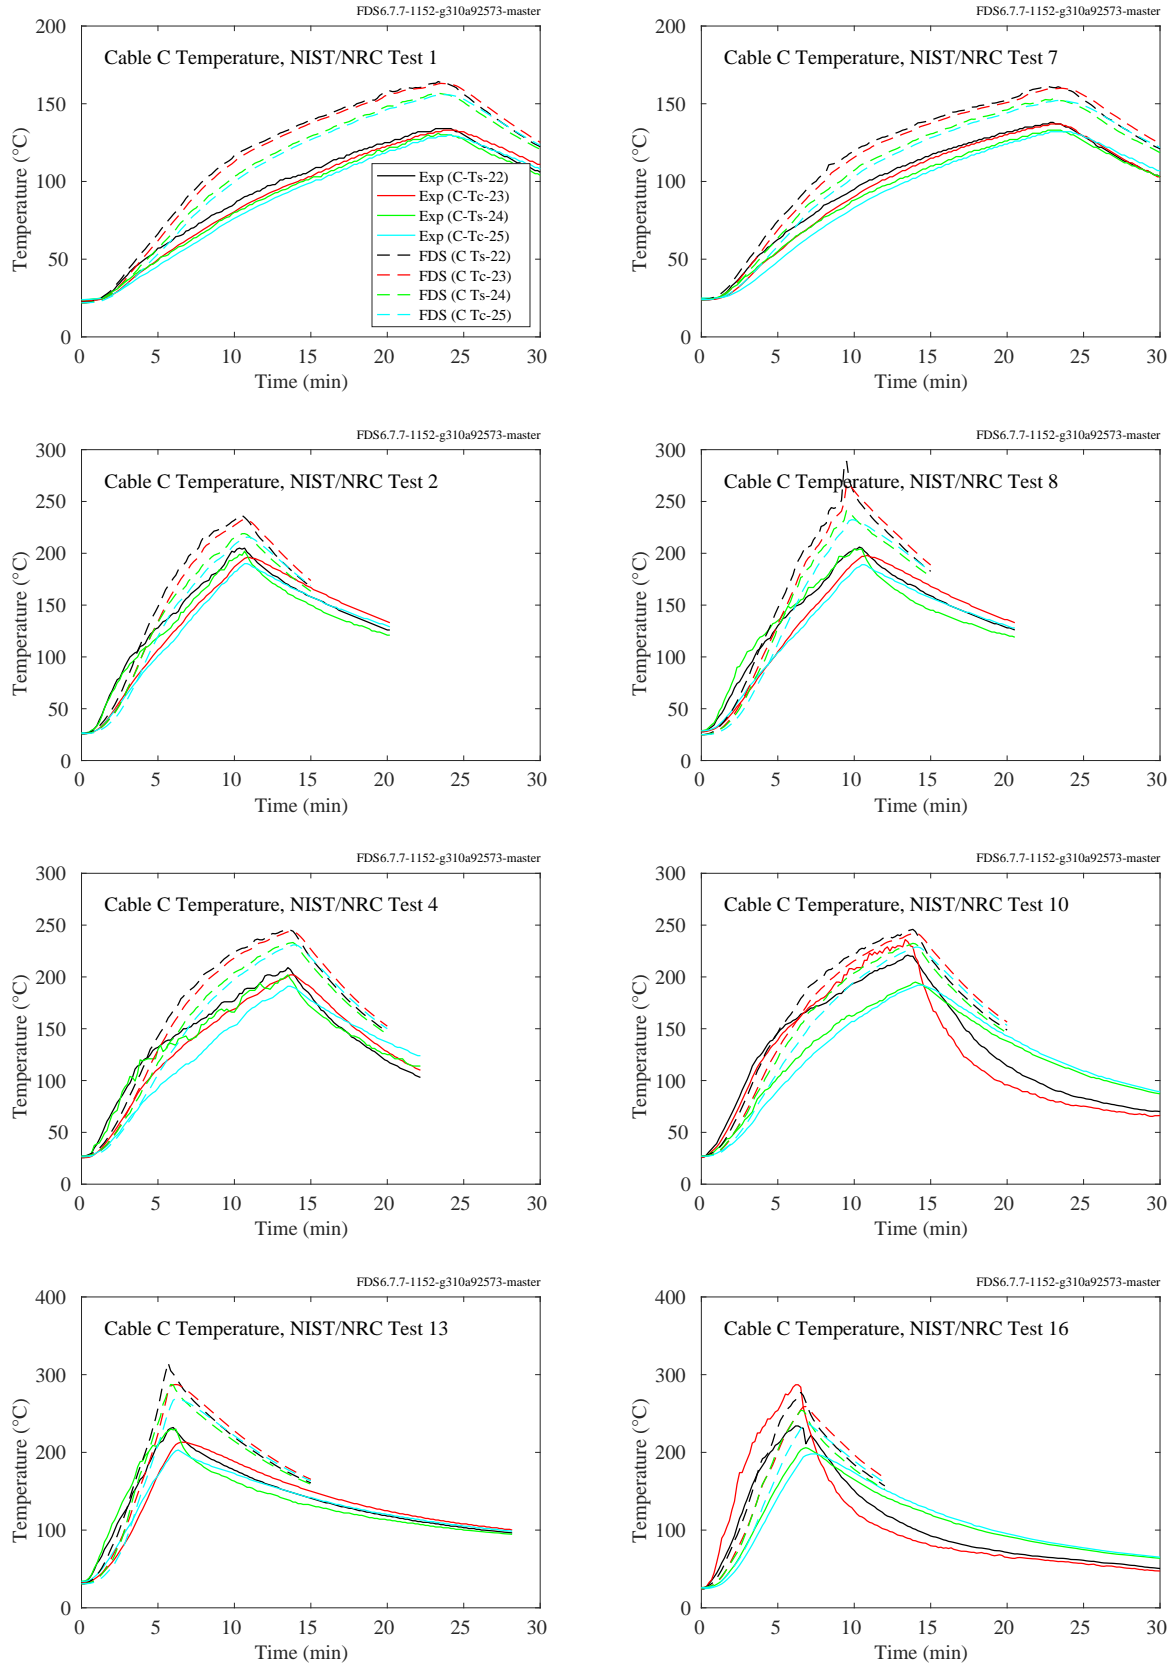 FDS6.7.7-1152-g310a92573-master
Cable C Temperature, NIST/NRC Test 1
Temperature (°C)
200
150
100
50
0
Exp (C-Ts-22)
Exp (C-Tc-23)
Exp (C-Ts-24)
Exp (C-Tc-25)
FDS (C Ts-22)
FDS (C Tc-23)
FDS (C Ts-24)
FDS (C Tc-25)
0 5 10 15 20 25 30
Time (min)
FDS6.7.7-1152-g310a92573-master
Cable C Temperature, NIST/NRC Test 7
Temperature (°C)
200
150
100
50
0
0 5 10 15 20 25 30
Time (min)
FDS6.7.7-1152-g310a92573-master
Cable C Temperature, NIST/NRC Test 2
Temperature (°C)
300
250
200
150
100
50
0
0 5 10 15 20 25 30
Time (min)
FDS6.7.7-1152-g310a92573-master
Cable C Temperature, NIST/NRC Test 8
Temperature (°C)
300
250
200
150
100
50
0
0 5 10 15 20 25 30
Time (min)
FDS6.7.7-1152-g310a92573-master
Cable C Temperature, NIST/NRC Test 4
Temperature (°C)
300
250
200
150
100
50
0
0 5 10 15 20 25 30
Time (min)
FDS6.7.7-1152-g310a92573-master
Cable C Temperature, NIST/NRC Test 10
Temperature (°C)
300
250
200
150
100
50
0
0 5 10 15 20 25 30
Time (min)
FDS6.7.7-1152-g310a92573-master
Cable C Temperature, NIST/NRC Test 13
Temperature (°C)
400
300
200
100
0
0 5 10 15 20 25 30
Time (min)
FDS6.7.7-1152-g310a92573-master
Cable C Temperature, NIST/NRC Test 16
Temperature (°C)
400
300
200
100
0
0 5 10 15 20 25 30
Time (min)